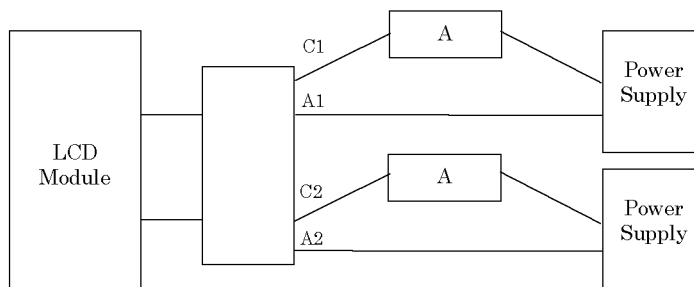 C1
A
Power
Supply
A1
LCD
Module
C2
A
A2
Power
Supply